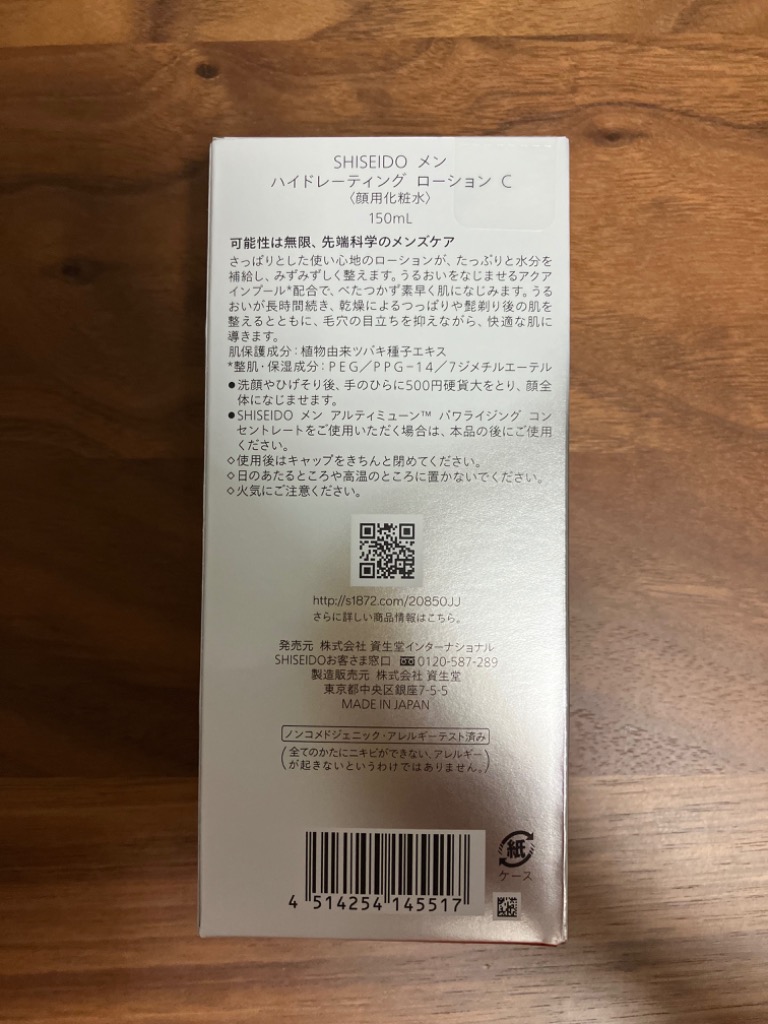 SHISEIDO メン
ハイドレーティング ローション C
〈顔用化粧水〉
150mL
可能性は無限、先端科学のメンズケア
さっぱりとした使い心地のローションが、たっぷりと水分を
補給し、みずみずしく整えます。うるおいをなじませるアクア
インプール*配合で、べたつかず素早く肌になじみます。うる
おいが長時間続き、乾燥によるつっぱりや髭剃り後の肌を
整えるとともに、毛穴の目立ちを抑えながら、快適な肌に
導きます。
肌保護成分：植物由来ツバキ種子エキス
*整肌・保湿成分：PEG／PPG－14／7ジメチルエーテル
●洗顔やひげそり後、手のひらに500円硬貨大をとり、顔全
体になじませます。
●SHISEIDO メン アルティミューン™ パワライジング コン
セントレートをご使用いただく場合は、本品の後にご使用
ください。
◇使用後はキャップをきちんと閉めてください。
◇日のあたるところや高温のところに置かないでください。
◇火気にご注意ください。
http://s1872.com/20850JJ
さらに詳しい商品情報はこちら。
発売元 株式会社 資生堂インターナショナル
SHISEIDOお客さま窓口 0120-587-289
製造販売元 株式会社 資生堂
東京都中央区銀座7-5-5
MADE IN JAPAN
ノンコメドジェニック・アレルギーテスト済み
(全てのかたにニキビができない、アレルギー
が起きないというわけではありません。)
紙
ケース
4 514254 145517